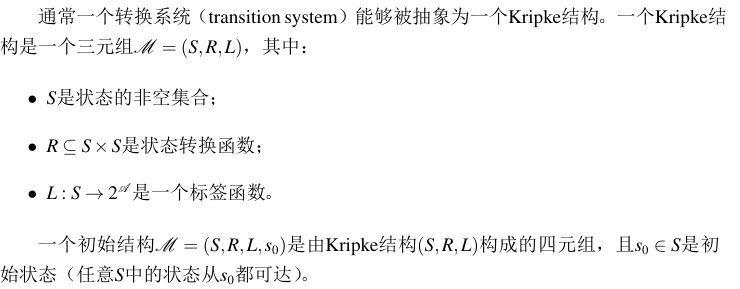 通常一个转换系统（transition system）能够被抽象为一个Kripke结构。一个Kripke结
构是一个三元组ℳ = (S,R,L)，其中：
• S是状态的非空集合；
• R ⊆ S × S是状态转换函数；
• L : S → 2^𝒜 是一个标签函数。
一个初始结构ℳ = (S,R,L,s₀)是由Kripke结构(S,R,L)构成的四元组，且s₀ ∈ S是初
始状态（任意S中的状态从s₀都可达）。